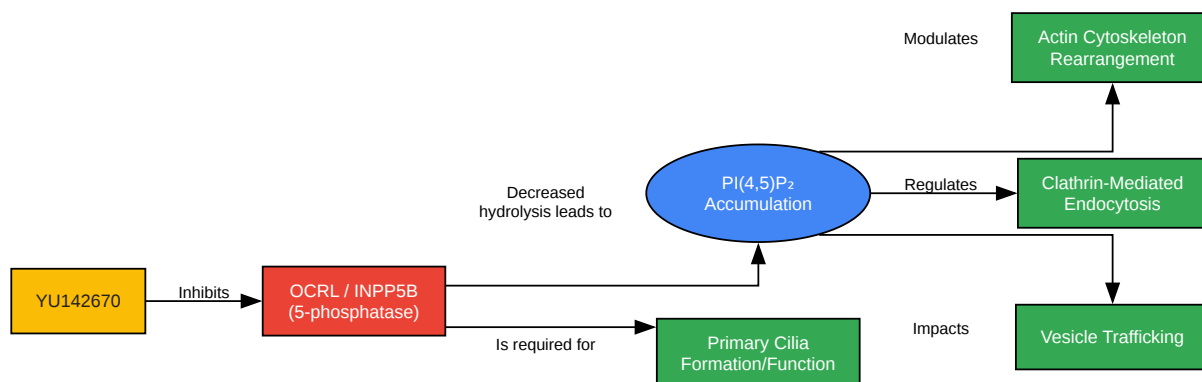 Modulates
Actin Cytoskeleton
Rearrangement
Decreased
hydrolysis leads to
PI(4,5)P₂
Accumulation
Regulates
Clathrin-Mediated
Endocytosis
YU142670
Inhibits
OCRL / INPP5B
(5-phosphatase)
Is required for
Primary Cilia
Formation/Function
Impacts
Vesicle Trafficking